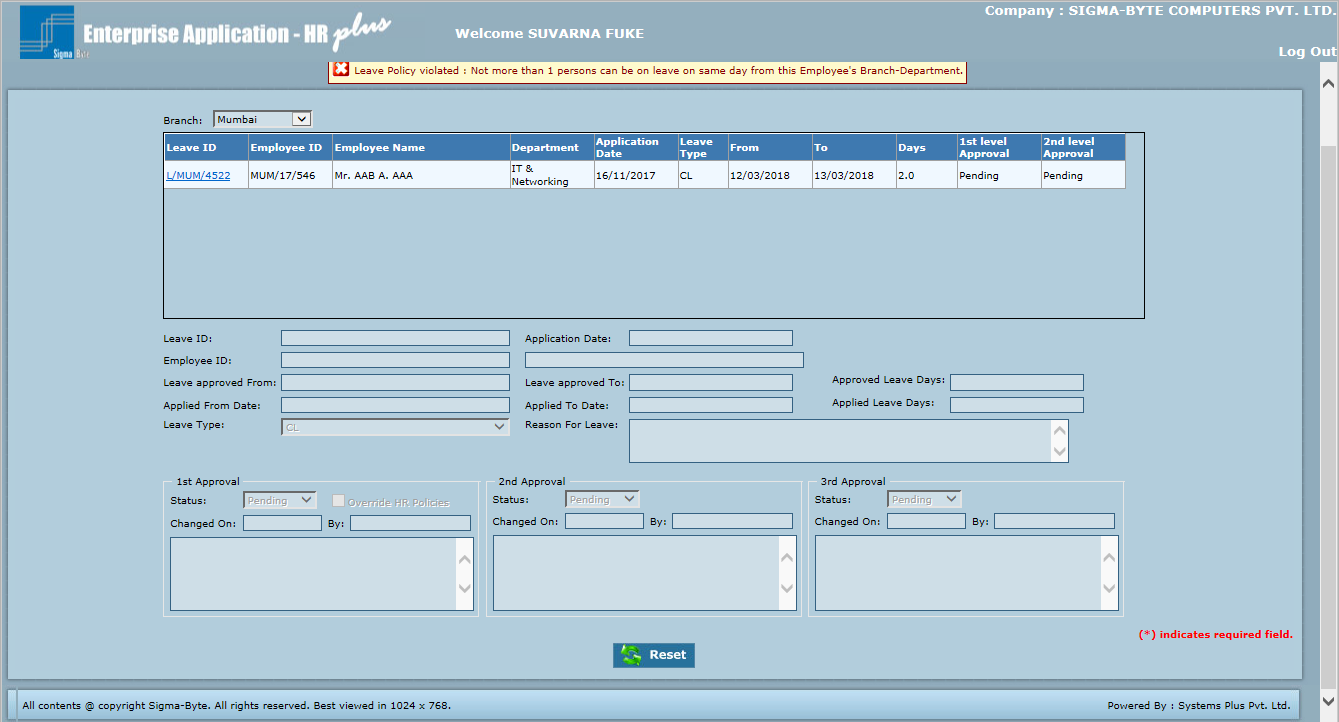 Company : SIGMA-BYTE COMPUTERS PVT. LTD.
Enterprise Application - HR plus
Welcome SUVARNA FUKE
Sigma Byte
Log Out
Leave Policy violated : Not more than 1 persons can be on leave on same day from this Employee's Branch-Department.
Branch: Mumbai
Leave ID Employee ID Employee Name Department Application Date Leave Type From To Days 1st level Approval 2nd level Approval
L/MUM/4522 MUM/17/546 Mr. AAB A. AAA IT & Networking 16/11/2017 CL 12/03/2018 13/03/2018 2.0 Pending Pending
Leave ID: Application Date:
Employee ID:
Leave approved From: Leave approved To: Approved Leave Days:
Applied From Date: Applied To Date: Applied Leave Days:
Leave Type: CL Reason For Leave:
1st Approval 2nd Approval 3rd Approval
Status: Pending Override HR Policies Status: Pending Status: Pending
Changed On: By: Changed On: By: Changed On: By:
(*) indicates required field.
Reset
All contents @ copyright Sigma-Byte. All rights reserved. Best viewed in 1024 x 768. Powered By : Systems Plus Pvt. Ltd.